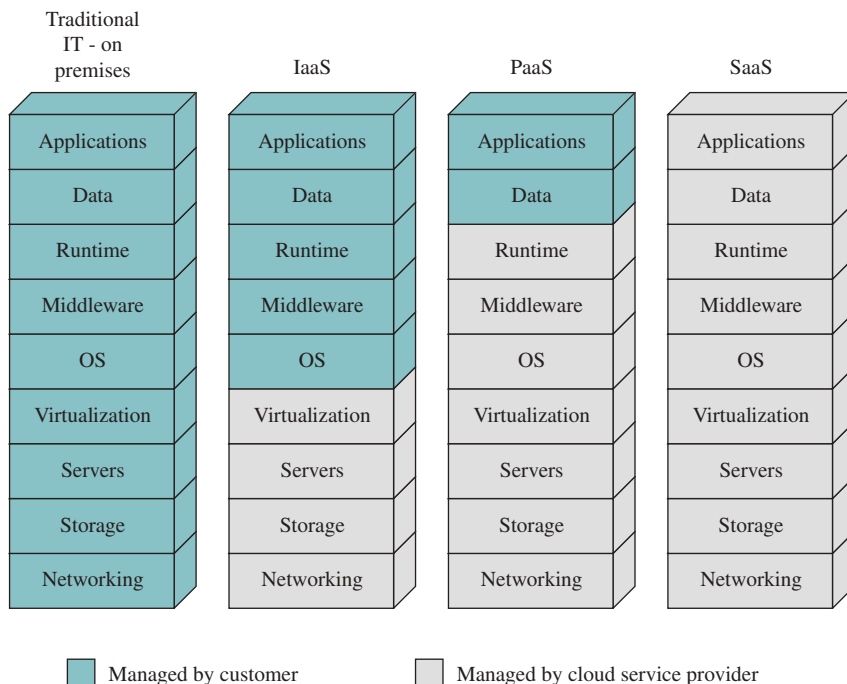 Traditional
IT - on
premises
IaaS
PaaS
SaaS
Applications
Data
Runtime
Middleware
OS
Virtualization
Servers
Storage
Networking
Applications
Data
Runtime
Middleware
OS
Virtualization
Servers
Storage
Networking
Applications
Data
Runtime
Middleware
OS
Virtualization
Servers
Storage
Networking
Applications
Data
Runtime
Middleware
OS
Virtualization
Servers
Storage
Networking
Managed by customer
Managed by cloud service provider